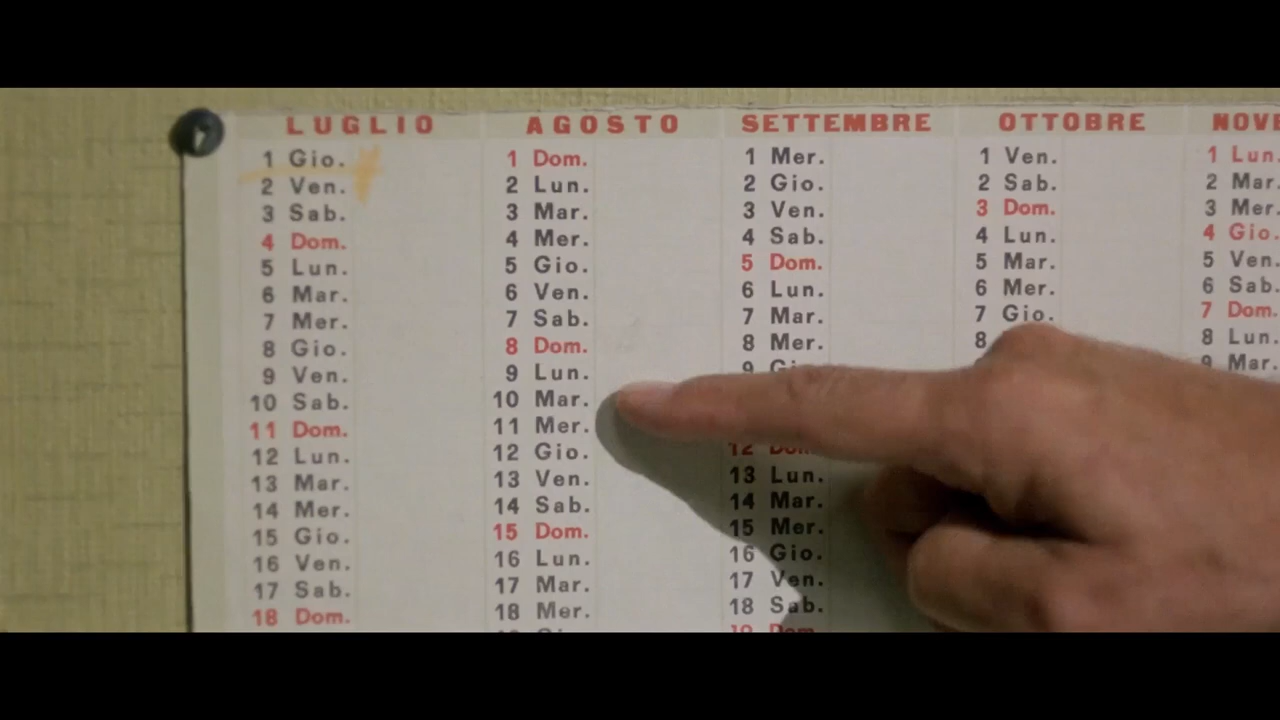 LUGLIO AGOSTO SETTEMBRE OTTOBRE NOVE
1 Gio. 1 Dom. 1 Mer. 1 Ven. 1 Lun.
2 Ven. 2 Lun. 2 Gio. 2 Sab. 2 Mar.
3 Sab. 3 Mar. 3 Ven. 3 Dom. 3 Mer.
4 Dom. 4 Mer. 4 Sab. 4 Lun. 4 Gio.
5 Lun. 5 Gio. 5 Dom. 5 Mar. 5 Ven.
6 Mar. 6 Ven. 6 Lun. 6 Mer. 6 Sab.
7 Mer. 7 Sab. 7 Mar. 7 Gio. 7 Dom.
8 Gio. 8 Dom. 8 Mer. 8 8 Lun.
9 Ven. 9 Lun. 9 9 Mar.
10 Sab. 10 Mar.
11 Dom. 11 Mer.
12 Lun. 12 Gio. 12 Dom.
13 Mar. 13 Ven. 13 Lun.
14 Mer. 14 Sab. 14 Mar.
15 Gio. 15 Dom. 15 Mer.
16 Ven. 16 Lun. 16 Gio.
17 Sab. 17 Mar. 17 Ven.
18 Dom. 18 Mer. 18 Sab.